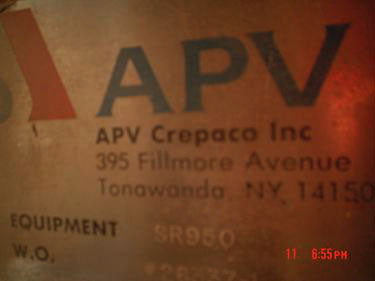 APV
APV Crepaco Inc
395 Fillmore Avenue
Tonawanda, NY, 14150
EQUIPMENT SR950
W.O.
11 6:55PM